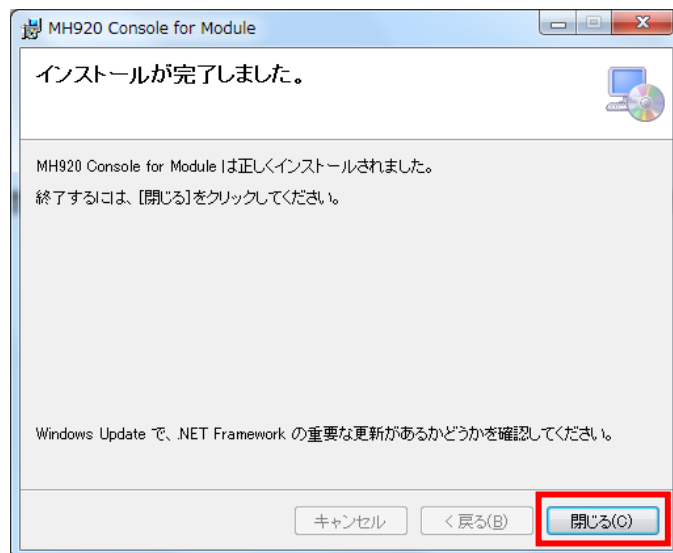 MH920 Console for Module
インストールが完了しました。
MH920 Console for Module は正しくインストールされました。
終了するには、[閉じる]をクリックしてください。
Windows Update で、.NET Framework の重要な更新があるかどうかを確認してください。
キャンセル
< 戻る(B)
閉じる(C)